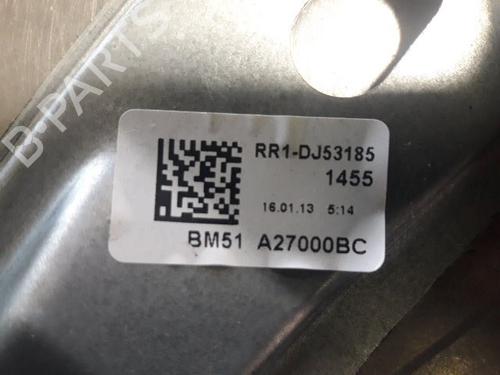 B-PARTS
RR1-DJ53185
1455
16.01.13 5:14
BM51 A27000BC